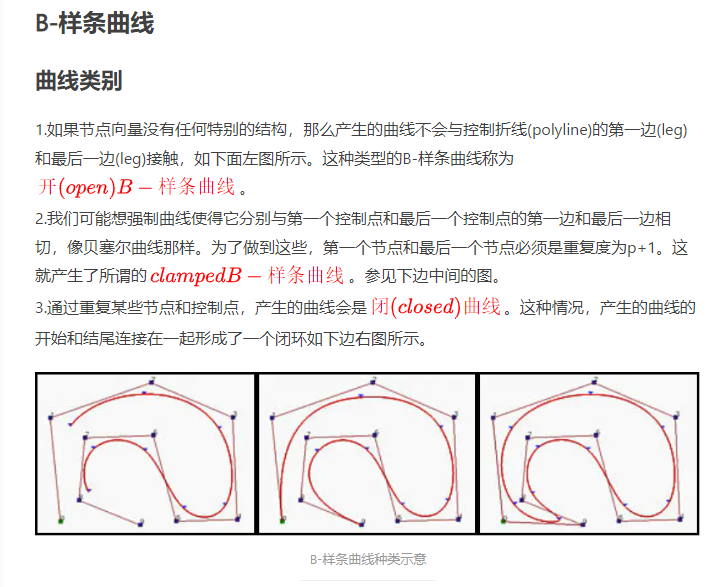 B-样条曲线
曲线类别
1.如果节点向量没有任何特别的结构，那么产生的曲线不会与控制折线(polyline)的第一边(leg)
和最后一边(leg)接触，如下面左图所示。这种类型的B-样条曲线称为
开(open)B − 样条曲线 。
2.我们可能想强制曲线使得它分别与第一个控制点和最后一个控制点的第一边和最后一边相
切，像贝塞尔曲线那样。为了做到这些，第一个节点和最后一个节点必须是重复度为p+1。这
就产生了所谓的 clampedB − 样条曲线 。参见下边中间的图。
3.通过重复某些节点和控制点，产生的曲线会是 闭(closed)曲线 。这种情况，产生的曲线的
开始和结尾连接在一起形成了一个闭环如下边右图所示。
B-样条曲线种类示意